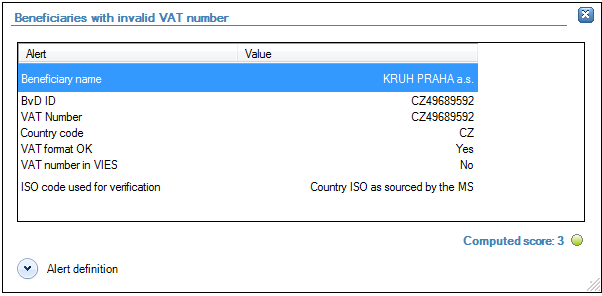 Beneficiaries with invalid VAT number
Alert Value
Beneficiary name KRUH PRAHA a.s.
BvD ID CZ49689592
VAT Number CZ49689592
Country code CZ
VAT format OK Yes
VAT number in VIES No
ISO code used for verification Country ISO as sourced by the MS
Computed score: 3
Alert definition